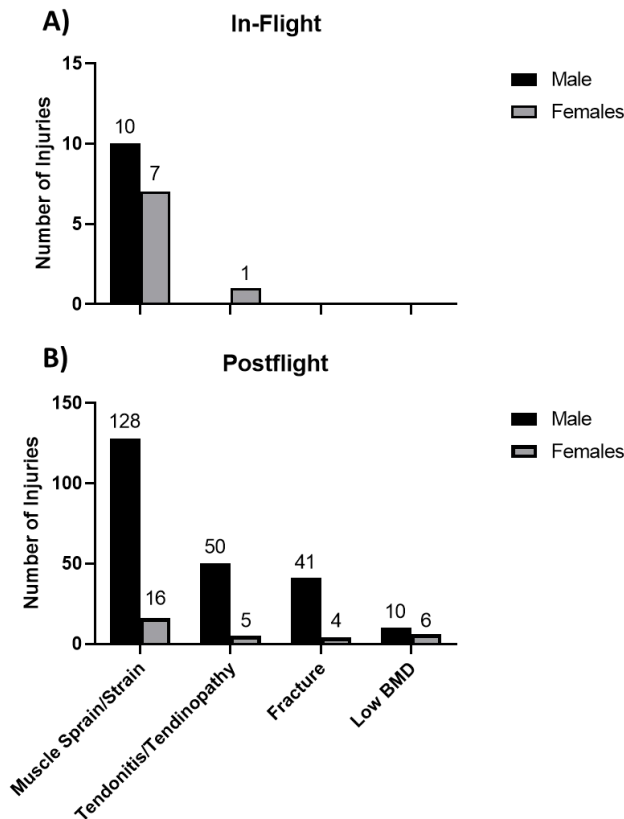 A)
In-Flight
Number of Injuries
15
10
5
0
10
7
1
Male
Females
B)
Postflight
Number of Injuries
150
100
50
0
128
16
50
5
41
4
10
6
Male
Females
Muscle Sprain/Strain
Tendonitis/Tendinopathy
Fracture
Low BMD